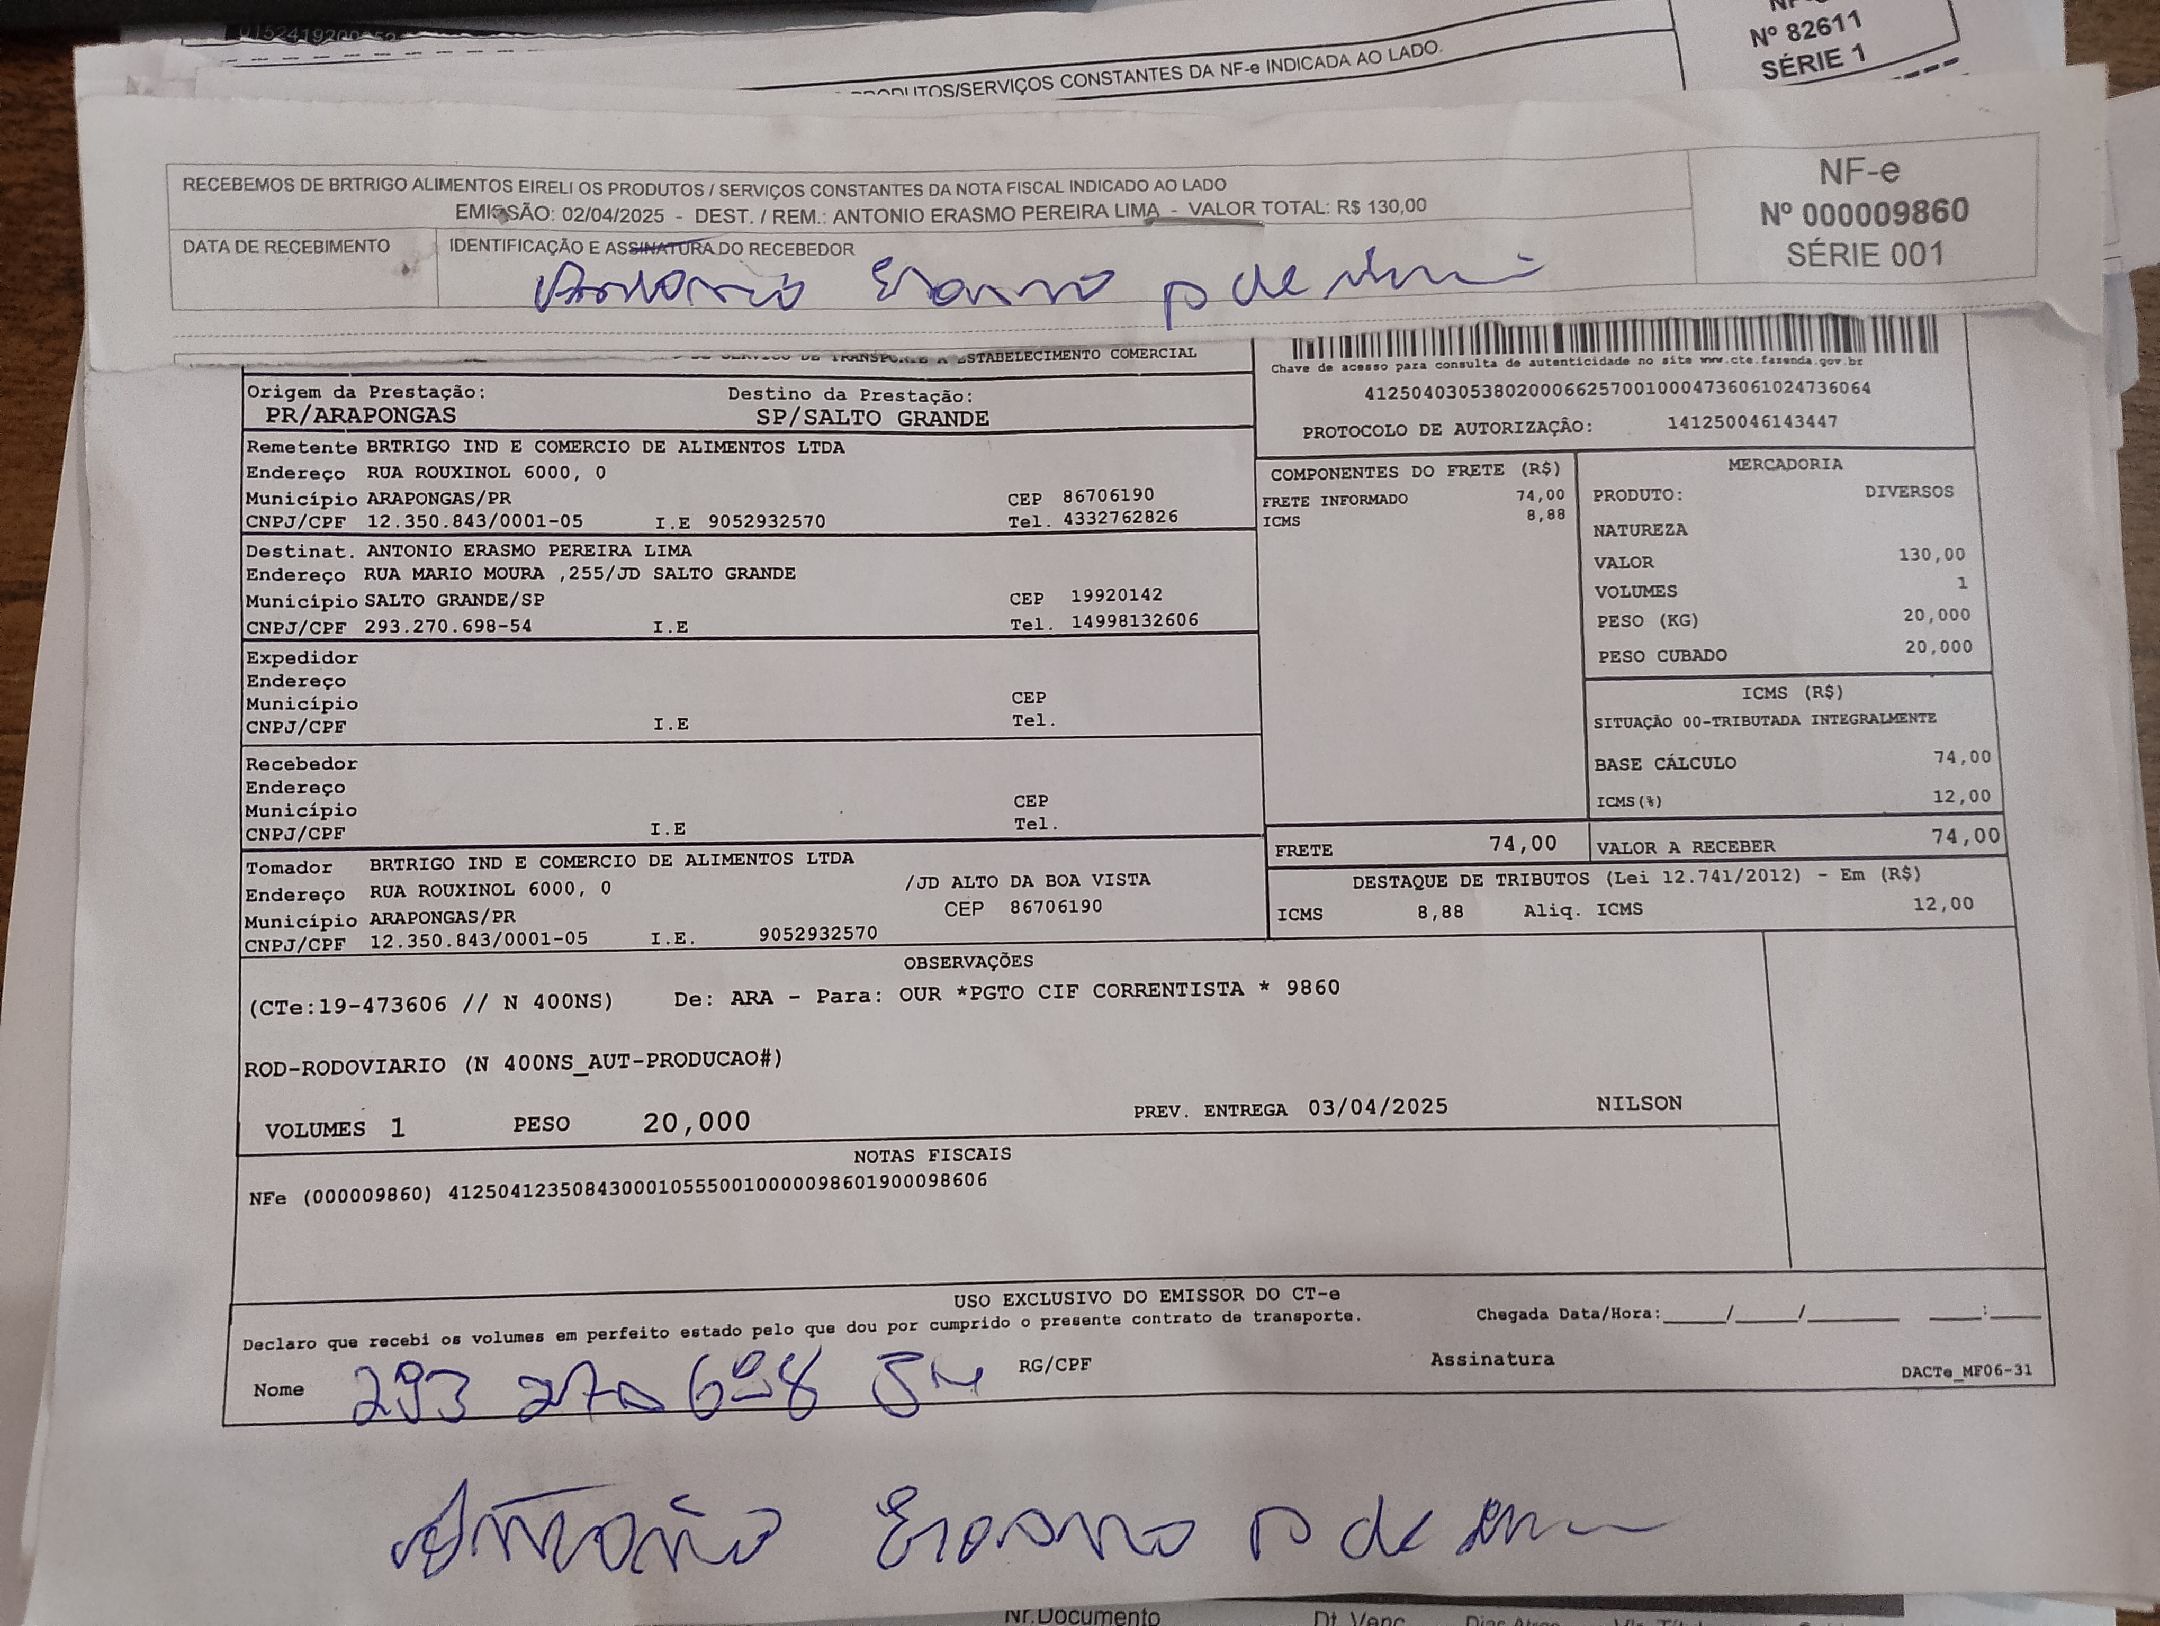 Nº 82611
SÉRIE 1
PRODUTOS/SERVIÇOS CONSTANTES DA NF-e INDICADA AO LADO.
RECEBEMOS DE BRTRIGO ALIMENTOS EIRELI OS PRODUTOS / SERVIÇOS CONSTANTES DA NOTA FISCAL INDICADO AO LADO
EMISSÃO: 02/04/2025 - DEST. / REM.: ANTONIO ERASMO PEREIRA LIMA - VALOR TOTAL: R$ 130,00
NF-e
Nº 000009860
SÉRIE 001
DATA DE RECEBIMENTO
IDENTIFICAÇÃO E ASSINATURA DO RECEBEDOR
Antonio Erasmo p de
DE TRANSPORTE A ESTABELECIMENTO COMERCIAL
Origem da Prestação: Destino da Prestação:
PR/ARAPONGAS SP/SALTO GRANDE
Remetente BRTRIGO IND E COMERCIO DE ALIMENTOS LTDA
Endereço RUA ROUXINOL 6000, 0
Município ARAPONGAS/PR CEP 86706190
CNPJ/CPF 12.350.843/0001-05 I.E 9052932570 Tel. 4332762826
Destinat. ANTONIO ERASMO PEREIRA LIMA
Endereço RUA MARIO MOURA ,255/JD SALTO GRANDE
Município SALTO GRANDE/SP CEP 19920142
CNPJ/CPF 293.270.698-54 I.E Tel. 14998132606
Expedidor
Endereço
Município CEP
CNPJ/CPF I.E Tel.
Recebedor
Endereço
Município CEP
CNPJ/CPF I.E Tel.
Tomador BRTRIGO IND E COMERCIO DE ALIMENTOS LTDA
Endereço RUA ROUXINOL 6000, 0 /JD ALTO DA BOA VISTA
Município ARAPONGAS/PR CEP 86706190
CNPJ/CPF 12.350.843/0001-05 I.E. 9052932570
Chave de acesso para consulta de autenticidade no site www.cte.fazenda.gov.br
41250403053802000662570010004736061024736064
PROTOCOLO DE AUTORIZAÇÃO: 141250046143447
COMPONENTES DO FRETE (R$)
FRETE INFORMADO 74,00
ICMS 8,88
MERCADORIA
PRODUTO: DIVERSOS
NATUREZA
VALOR 130,00
VOLUMES 1
PESO (KG) 20,000
PESO CUBADO 20,000
ICMS (R$)
SITUAÇÃO 00-TRIBUTADA INTEGRALMENTE
BASE CÁLCULO 74,00
ICMS(%) 12,00
FRETE 74,00 VALOR A RECEBER 74,00
DESTAQUE DE TRIBUTOS (Lei 12.741/2012) - Em (R$)
ICMS 8,88 Aliq. ICMS 12,00
OBSERVAÇÕES
(CTe:19-473606 // N 400NS) De: ARA - Para: OUR *PGTO CIF CORRENTISTA * 9860
ROD-RODOVIARIO (N 400NS_AUT-PRODUCAO#)
VOLUMES 1 PESO 20,000 PREV. ENTREGA 03/04/2025 NILSON
NOTAS FISCAIS
NFe (000009860) 41250412350843000105550010000098601900098606
USO EXCLUSIVO DO EMISSOR DO CT-e
Declaro que recebi os volumes em perfeito estado pelo que dou por cumprido o presente contrato de transporte. Chegada Data/Hora:____/____/______ ____:____
Nome 293 270 698 54 RG/CPF Assinatura DACTe_MF06-31
Antonio Erasmo p de
Nr.Documento Dt. Venc